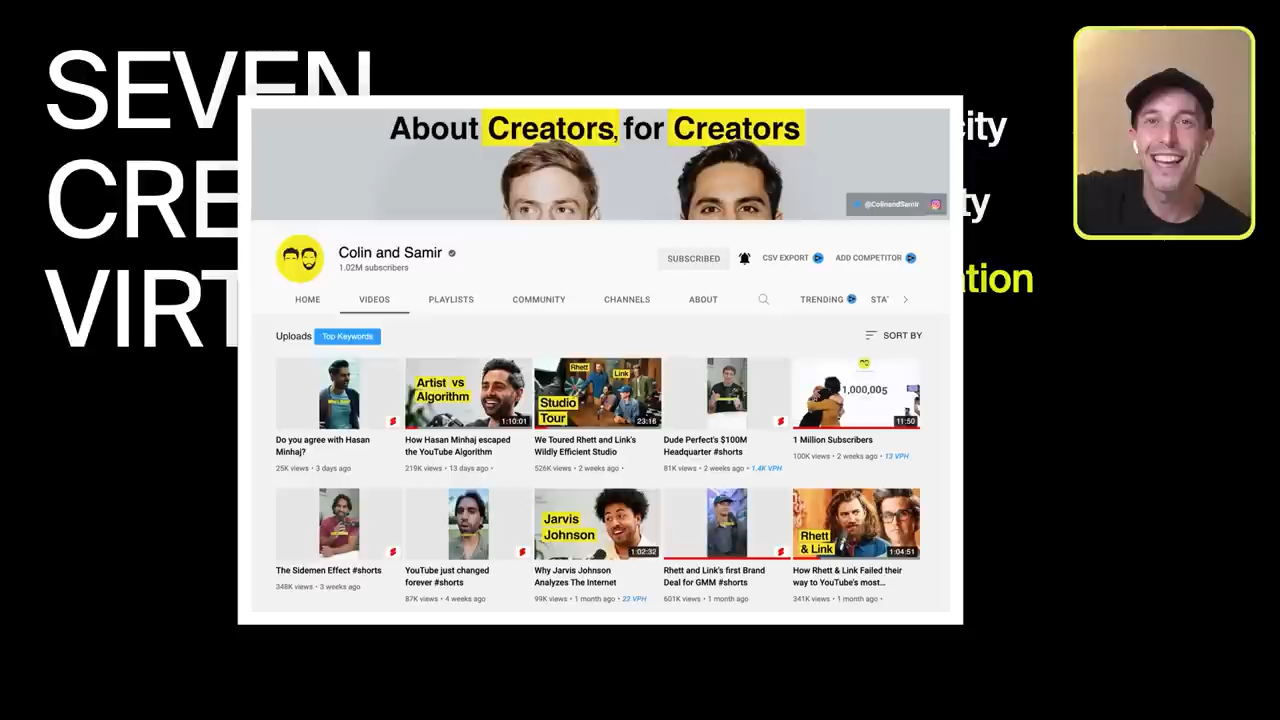 SEVEN
CRE
VIRT
city
ty
ation
About Creators, for Creators
@ColinandSamir
Colin and Samir
1.02M subscribers
SUBSCRIBED
CSV EXPORT
ADD COMPETITOR
HOME
VIDEOS
PLAYLISTS
COMMUNITY
CHANNELS
ABOUT
TRENDING
STA'
Uploads
Top Keywords
SORT BY
Artist vs
Algorithm
1:10:01
Rhett
Link
Studio
Tour
23:16
1,000,005
11:50
Do you agree with Hasan
Minhaj?
25K views • 3 days ago
How Hasan Minhaj escaped
the YouTube Algorithm
219K views • 13 days ago •
We Toured Rhett and Link's
Wildly Efficient Studio
526K views • 2 weeks ago •
Dude Perfect's $100M
Headquarter #shorts
81K views • 2 weeks ago • 1.4K VPH
1 Million Subscribers
100K views • 2 weeks ago • 13 VPH
Jarvis
Johnson
1:02:32
Rhett
& Link
1:04:51
The Sidemen Effect #shorts
348K views • 3 weeks ago
YouTube just changed
forever #shorts
87K views • 4 weeks ago
Why Jarvis Johnson
Analyzes The Internet
99K views • 1 month ago • 23 VPH
Rhett and Link's first Brand
Deal for GMM #shorts
601K views • 1 month ago
How Rhett & Link Failed their
way to YouTube's most...
341K views • 1 month ago •